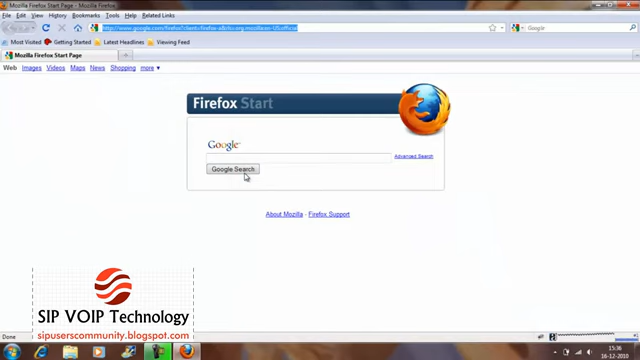 Mozilla Firefox Start Page - Mozilla Firefox
Edit View History Bookmarks Tools Help Related Links
Google
Most Visited Getting Started Latest Headlines Viewing Feed
Mozilla Firefox Start Page
Web Images Videos Maps News Shopping more ▼
Firefox Start
Google
Advanced Search
Google Search
About Mozilla - Firefox Support
SIP VOIP Technology
sipuserscommunity.blogspot.com
Done
15:36
16-12-2010